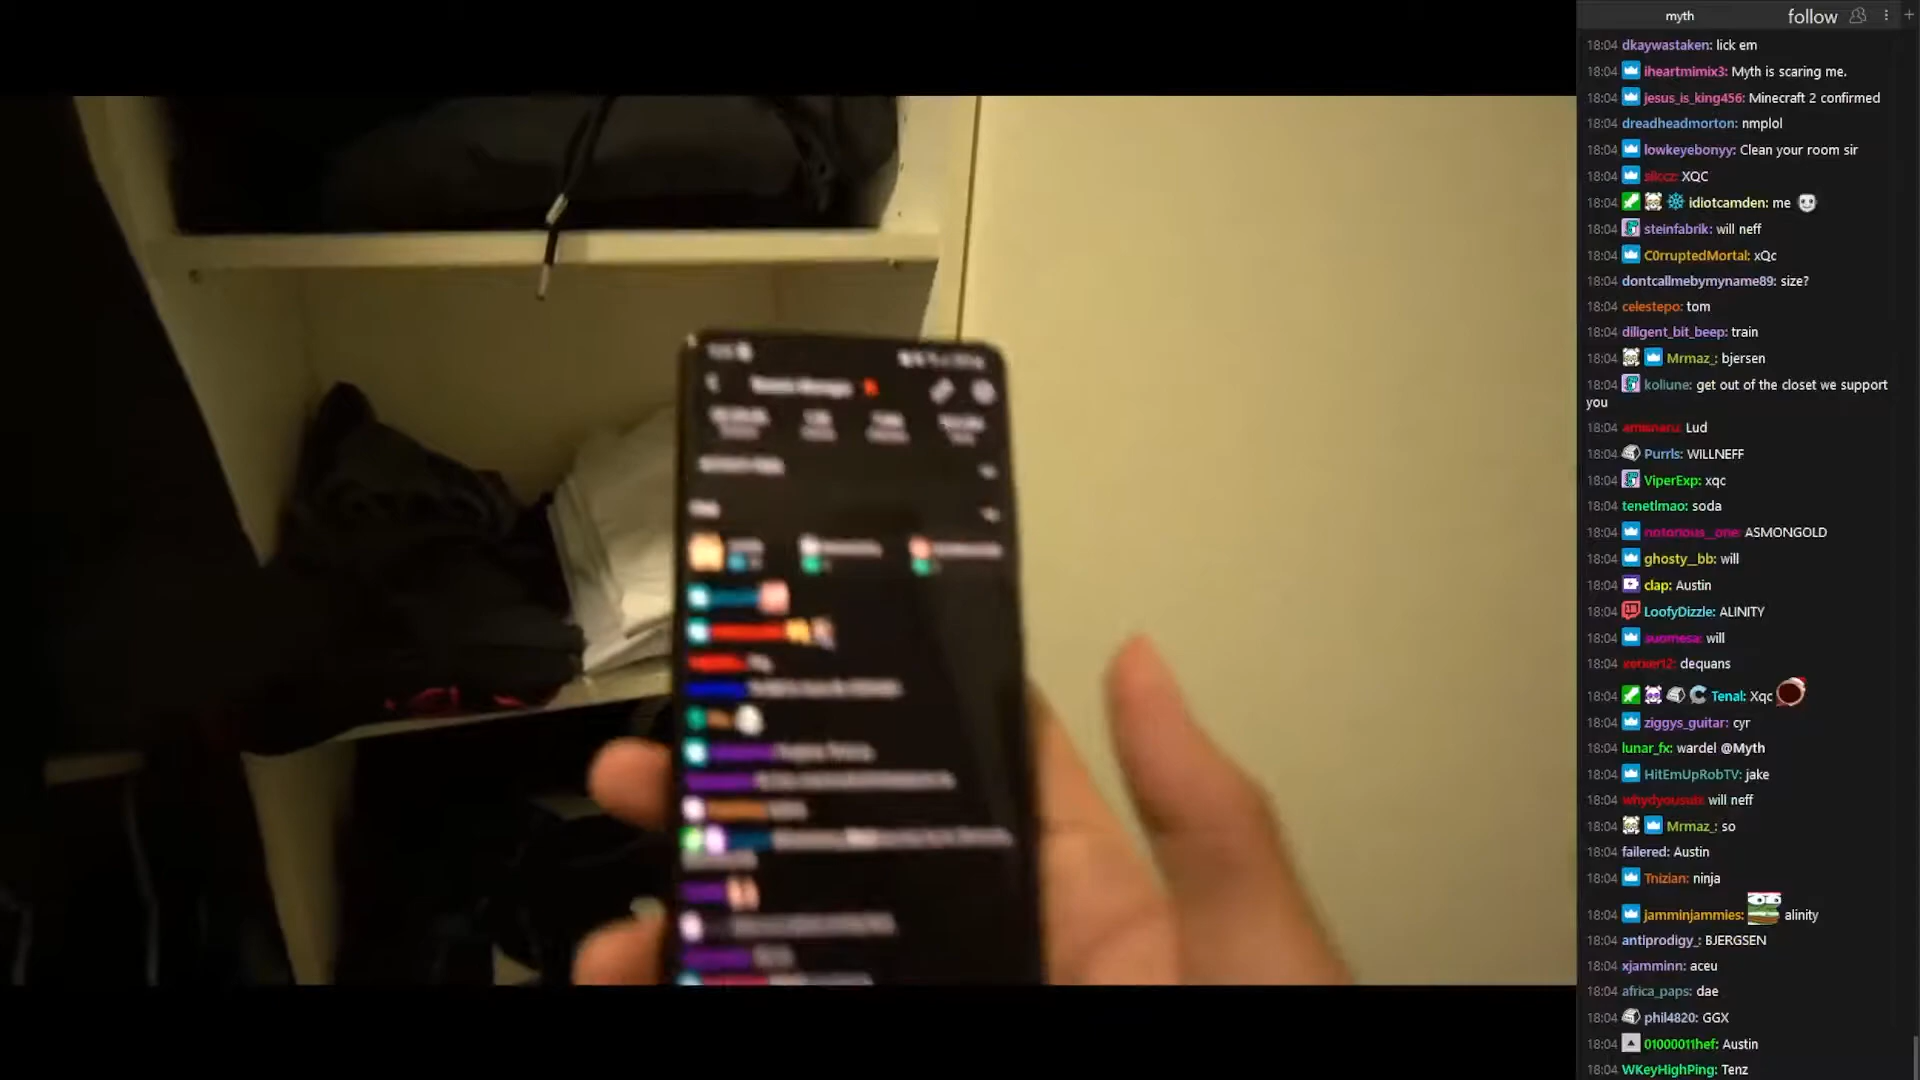 myth
follow
18:04 dkaywastaken: lick em
18:04 iheartmimix3: Myth is scaring me.
18:04 jesus_is_king456: Minecraft 2 confirmed
18:04 dreadheadmorton: nmplol
18:04 lowkeyebonyy: Clean your room sir
18:04 XQC
18:04 idiotcamden: me
18:04 steinfabrik: will neff
18:04 C0rruptedMortal: xQc
18:04 dontcallmebymyname89: size?
18:04 celestepo: tom
18:04 diligent_bit_beep: train
18:04 Mrmaz_: bjersen
18:04 koliune: get out of the closet we support
you
18:04 Lud
18:04 Purrls: WILLNEFF
18:04 ViperExp: xqc
18:04 tenetlmao: soda
18:04 notorious__one: ASMONGOLD
18:04 ghosty__bb: will
18:04 clap: Austin
18:04 LoofyDizzle: ALINITY
18:04 suomesa: will
18:04 dequans
18:04 Tenal: Xqc
18:04 ziggys_guitar: cyr
18:04 lunar_fx: wardel @Myth
18:04 HitEmUpRobTV: jake
18:04 will neff
18:04 Mrmaz_: so
18:04 failered: Austin
18:04 Tnizian: ninja
18:04 jamminjammies: alinity
18:04 antiprodigy_: BJERGSEN
18:04 xjamminn: aceu
18:04 africa_paps: dae
18:04 phil4820: GGX
18:04 01000011hef: Austin
18:04 WKeyHighPing: Tenz